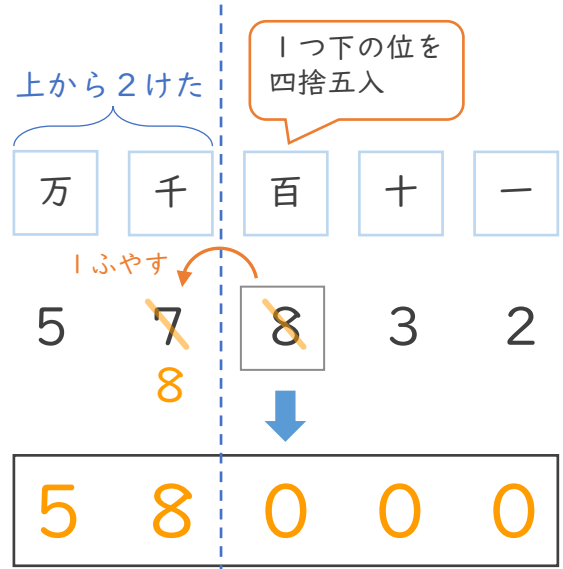 1つ下の位を
四捨五入
上から2けた
万 千 百 十 一
1ふやす
5 7 8 3 2
8
5 8 0 0 0